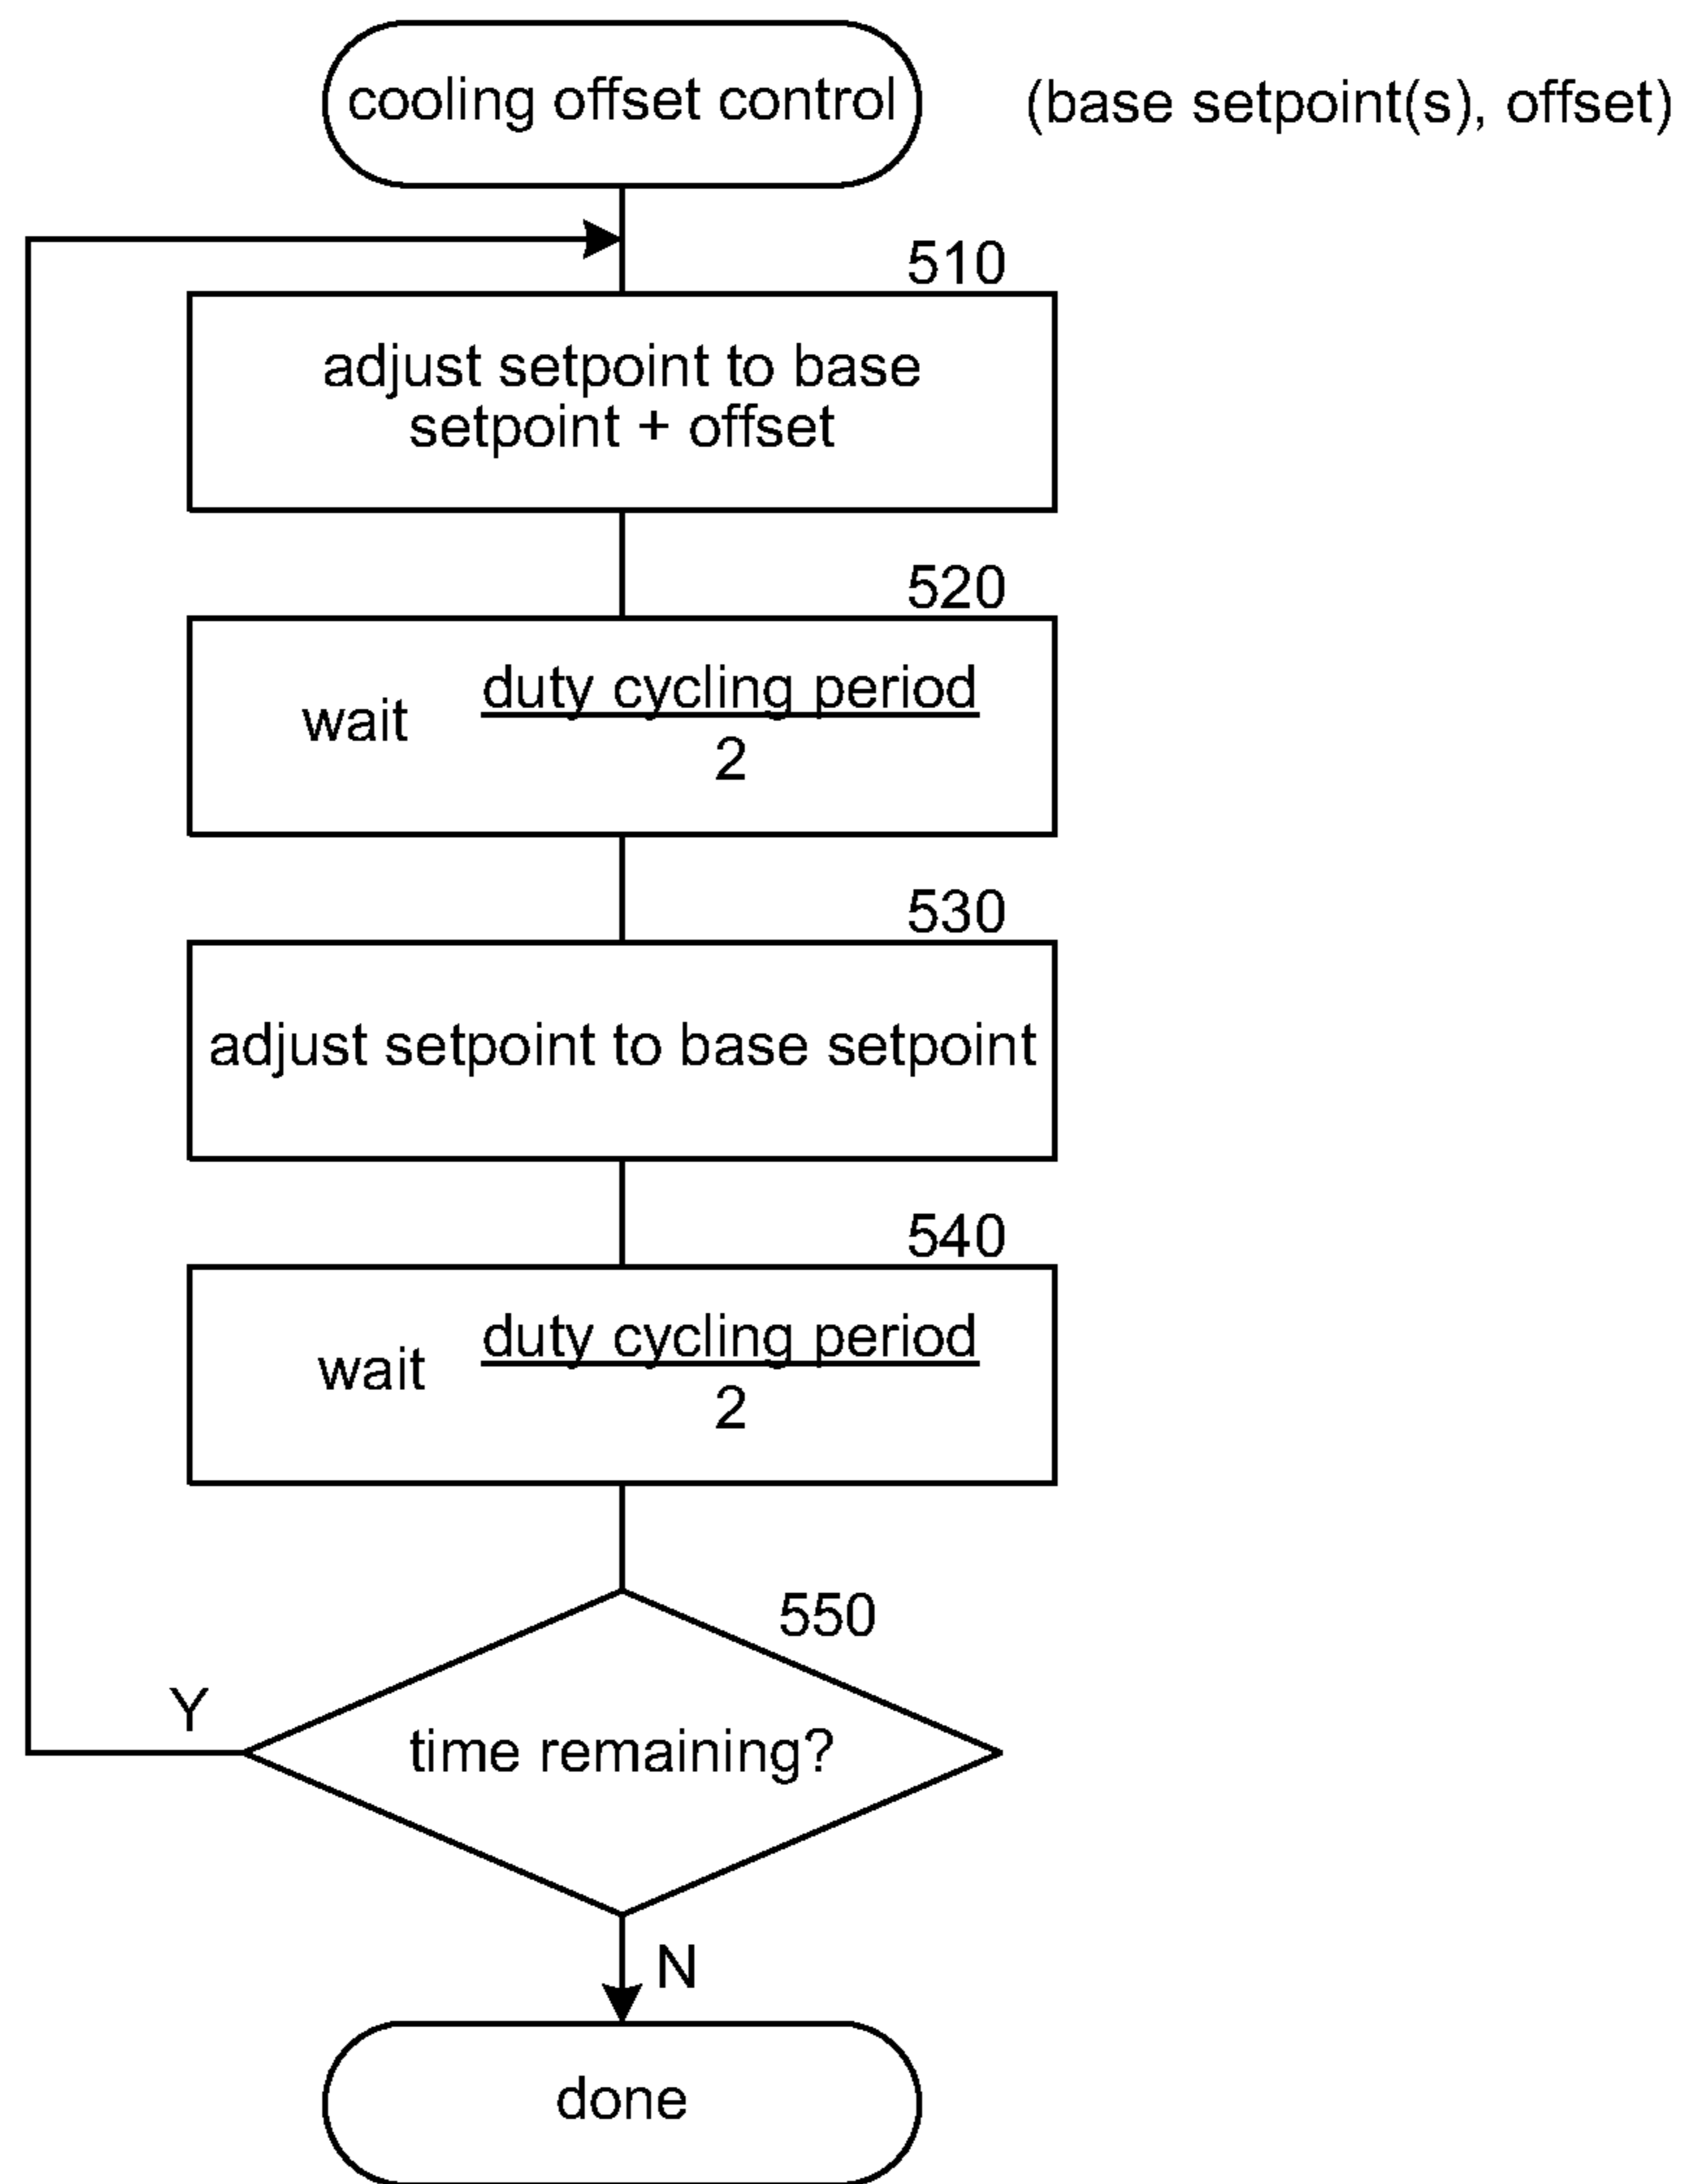 cooling offset control
(base setpoint(s), offset)
510
adjust setpoint to base
setpoint + offset
520
wait
duty cycling period
2
530
adjust setpoint to base setpoint
540
wait
duty cycling period
2
550
time remaining?
Y
N
done